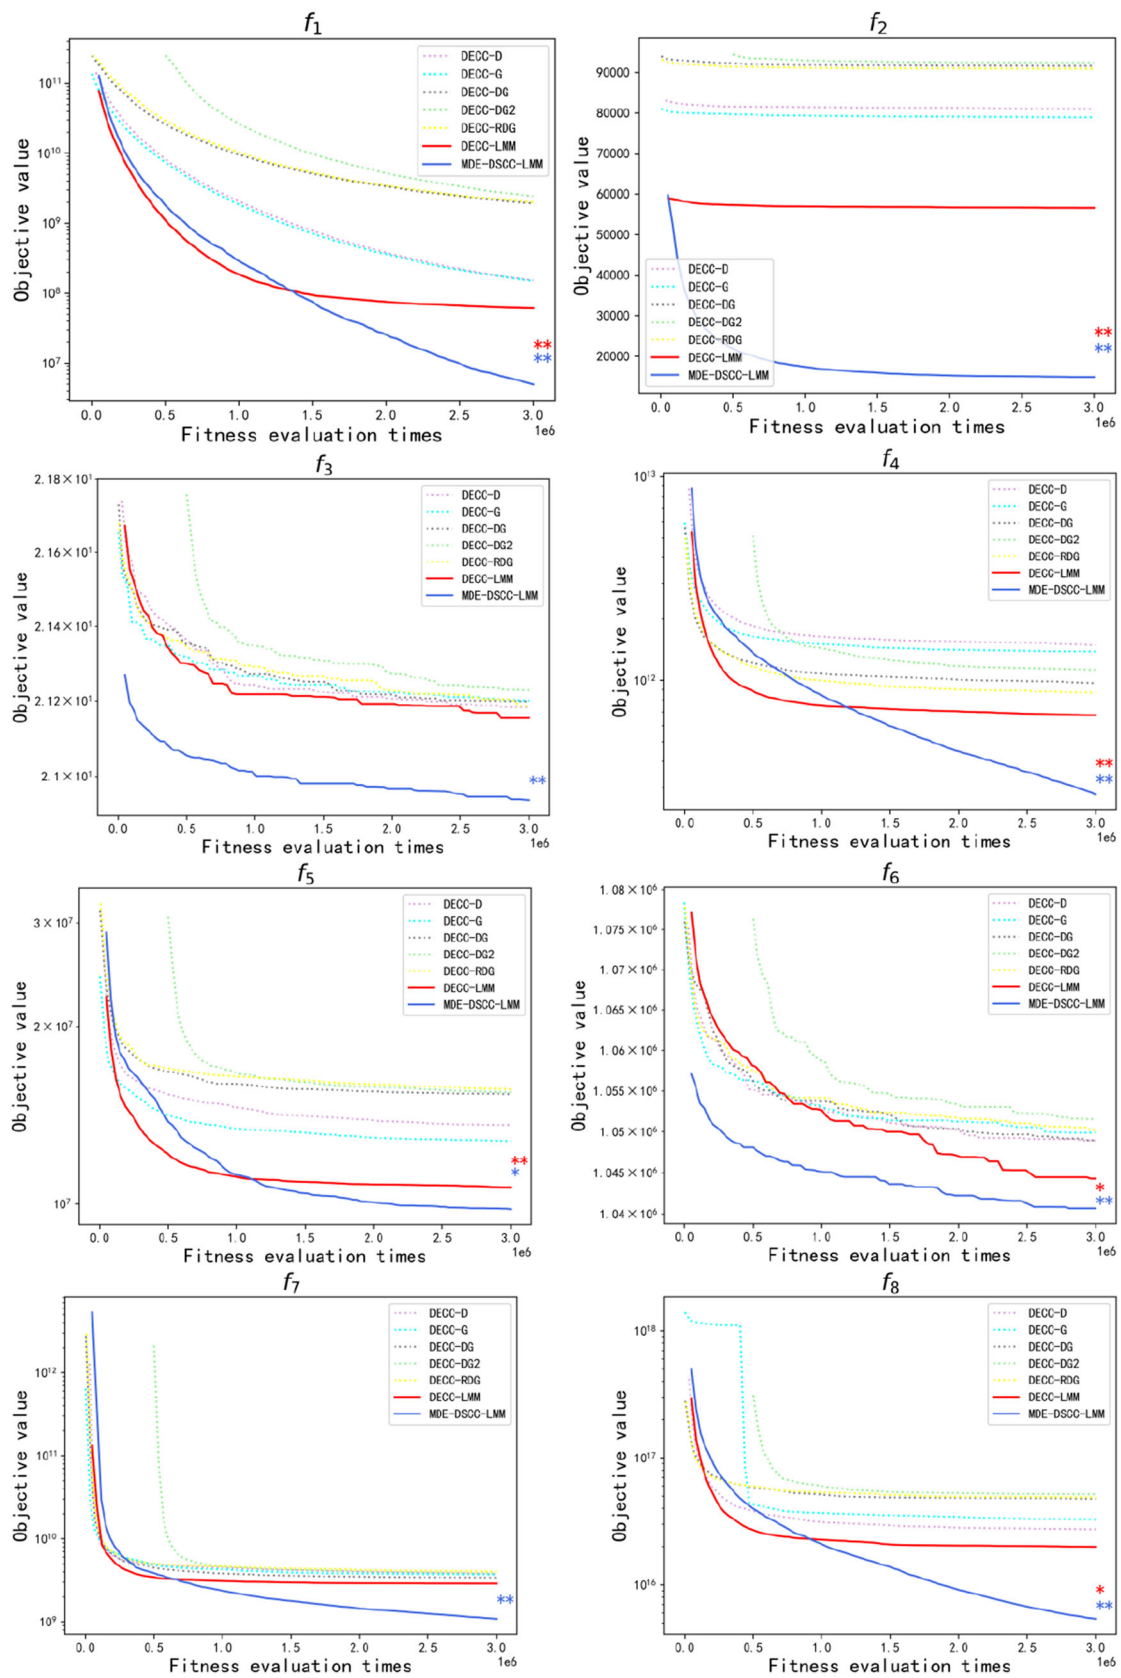 f1
Objective value
10¹¹
10¹⁰
10⁹
10⁸
10⁷
DECC-D
DECC-G
DECC-DG
DECC-DG2
DECC-RDG
DECC-LMM
MDE-DSCC-LMM
**
**
0.0 0.5 1.0 1.5 2.0 2.5 3.0
1e6
Fitness evaluation times
f2
Objective value
90000
80000
70000
60000
50000
40000
30000
20000
DECC-D
DECC-G
DECC-DG
DECC-DG2
DECC-RDG
DECC-LMM
MDE-DSCC-LMM
**
**
0.0 0.5 1.0 1.5 2.0 2.5 3.0
1e6
Fitness evaluation times
f3
Objective value
2.18×10¹
2.16×10¹
2.14×10¹
2.12×10¹
2.1×10¹
DECC-D
DECC-G
DECC-DG
DECC-DG2
DECC-RDG
DECC-LMM
MDE-DSCC-LMM
**
0.0 0.5 1.0 1.5 2.0 2.5 3.0
1e6
Fitness evaluation times
f4
Objective value
10¹³
10¹²
DECC-D
DECC-G
DECC-DG
DECC-DG2
DECC-RDG
DECC-LMM
MDE-DSCC-LMM
**
**
0.0 0.5 1.0 1.5 2.0 2.5 3.0
1e6
Fitness evaluation times
f5
Objective value
3×10⁷
2×10⁷
10⁷
DECC-D
DECC-G
DECC-DG
DECC-DG2
DECC-RDG
DECC-LMM
MDE-DSCC-LMM
**
*
0.0 0.5 1.0 1.5 2.0 2.5 3.0
1e6
Fitness evaluation times
f6
Objective value
1.08×10⁶
1.075×10⁶
1.07×10⁶
1.065×10⁶
1.06×10⁶
1.055×10⁶
1.05×10⁶
1.045×10⁶
1.04×10⁶
DECC-D
DECC-G
DECC-DG
DECC-DG2
DECC-RDG
DECC-LMM
MDE-DSCC-LMM
*
**
0.0 0.5 1.0 1.5 2.0 2.5 3.0
1e6
Fitness evaluation times
f7
Objective value
10¹²
10¹¹
10¹⁰
10⁹
DECC-D
DECC-G
DECC-DG
DECC-DG2
DECC-RDG
DECC-LMM
MDE-DSCC-LMM
**
0.0 0.5 1.0 1.5 2.0 2.5 3.0
1e6
Fitness evaluation times
f8
Objective value
10¹⁸
10¹⁷
10¹⁶
DECC-D
DECC-G
DECC-DG
DECC-DG2
DECC-RDG
DECC-LMM
MDE-DSCC-LMM
*
**
0.0 0.5 1.0 1.5 2.0 2.5 3.0
1e6
Fitness evaluation times